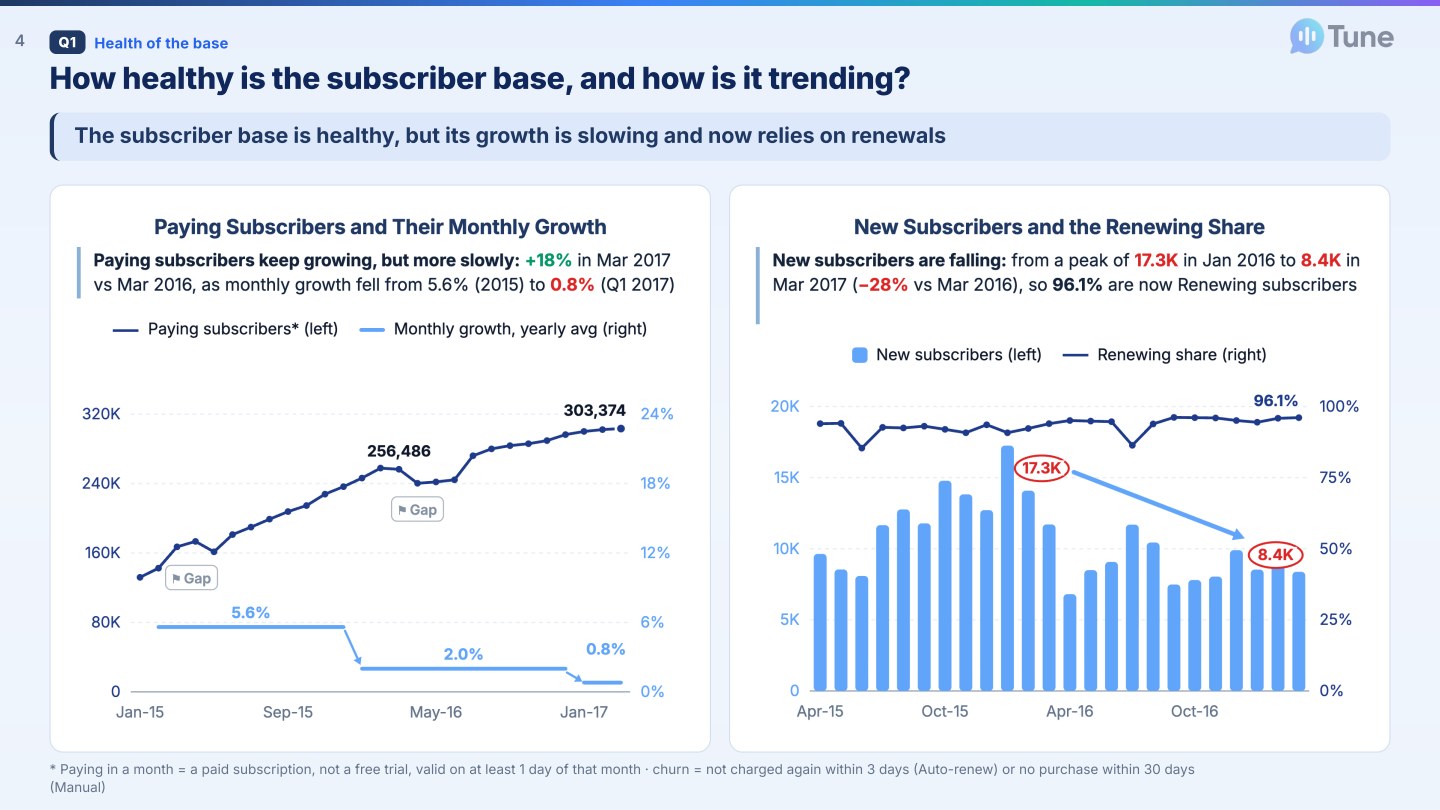 4
Q1 Health of the base
Tune
How healthy is the subscriber base, and how is it trending?
The subscriber base is healthy, but its growth is slowing and now relies on renewals
Paying Subscribers and Their Monthly Growth
Paying subscribers keep growing, but more slowly: +18% in Mar 2017
vs Mar 2016, as monthly growth fell from 5.6% (2015) to 0.8% (Q1 2017)
Paying subscribers* (left) Monthly growth, yearly avg (right)
303,374
320K 24%
256,486
240K 18%
Gap
160K 12%
Gap
5.6%
80K 6%
2.0% 0.8%
0 0%
Jan-15 Sep-15 May-16 Jan-17
New Subscribers and the Renewing Share
New subscribers are falling: from a peak of 17.3K in Jan 2016 to 8.4K in
Mar 2017 (−28% vs Mar 2016), so 96.1% are now Renewing subscribers
New subscribers (left) Renewing share (right)
96.1%
20K 100%
17.3K
15K 75%
10K 50%
8.4K
5K 25%
0 0%
Apr-15 Oct-15 Apr-16 Oct-16
* Paying in a month = a paid subscription, not a free trial, valid on at least 1 day of that month · churn = not charged again within 3 days (Auto-renew) or no purchase within 30 days
(Manual)